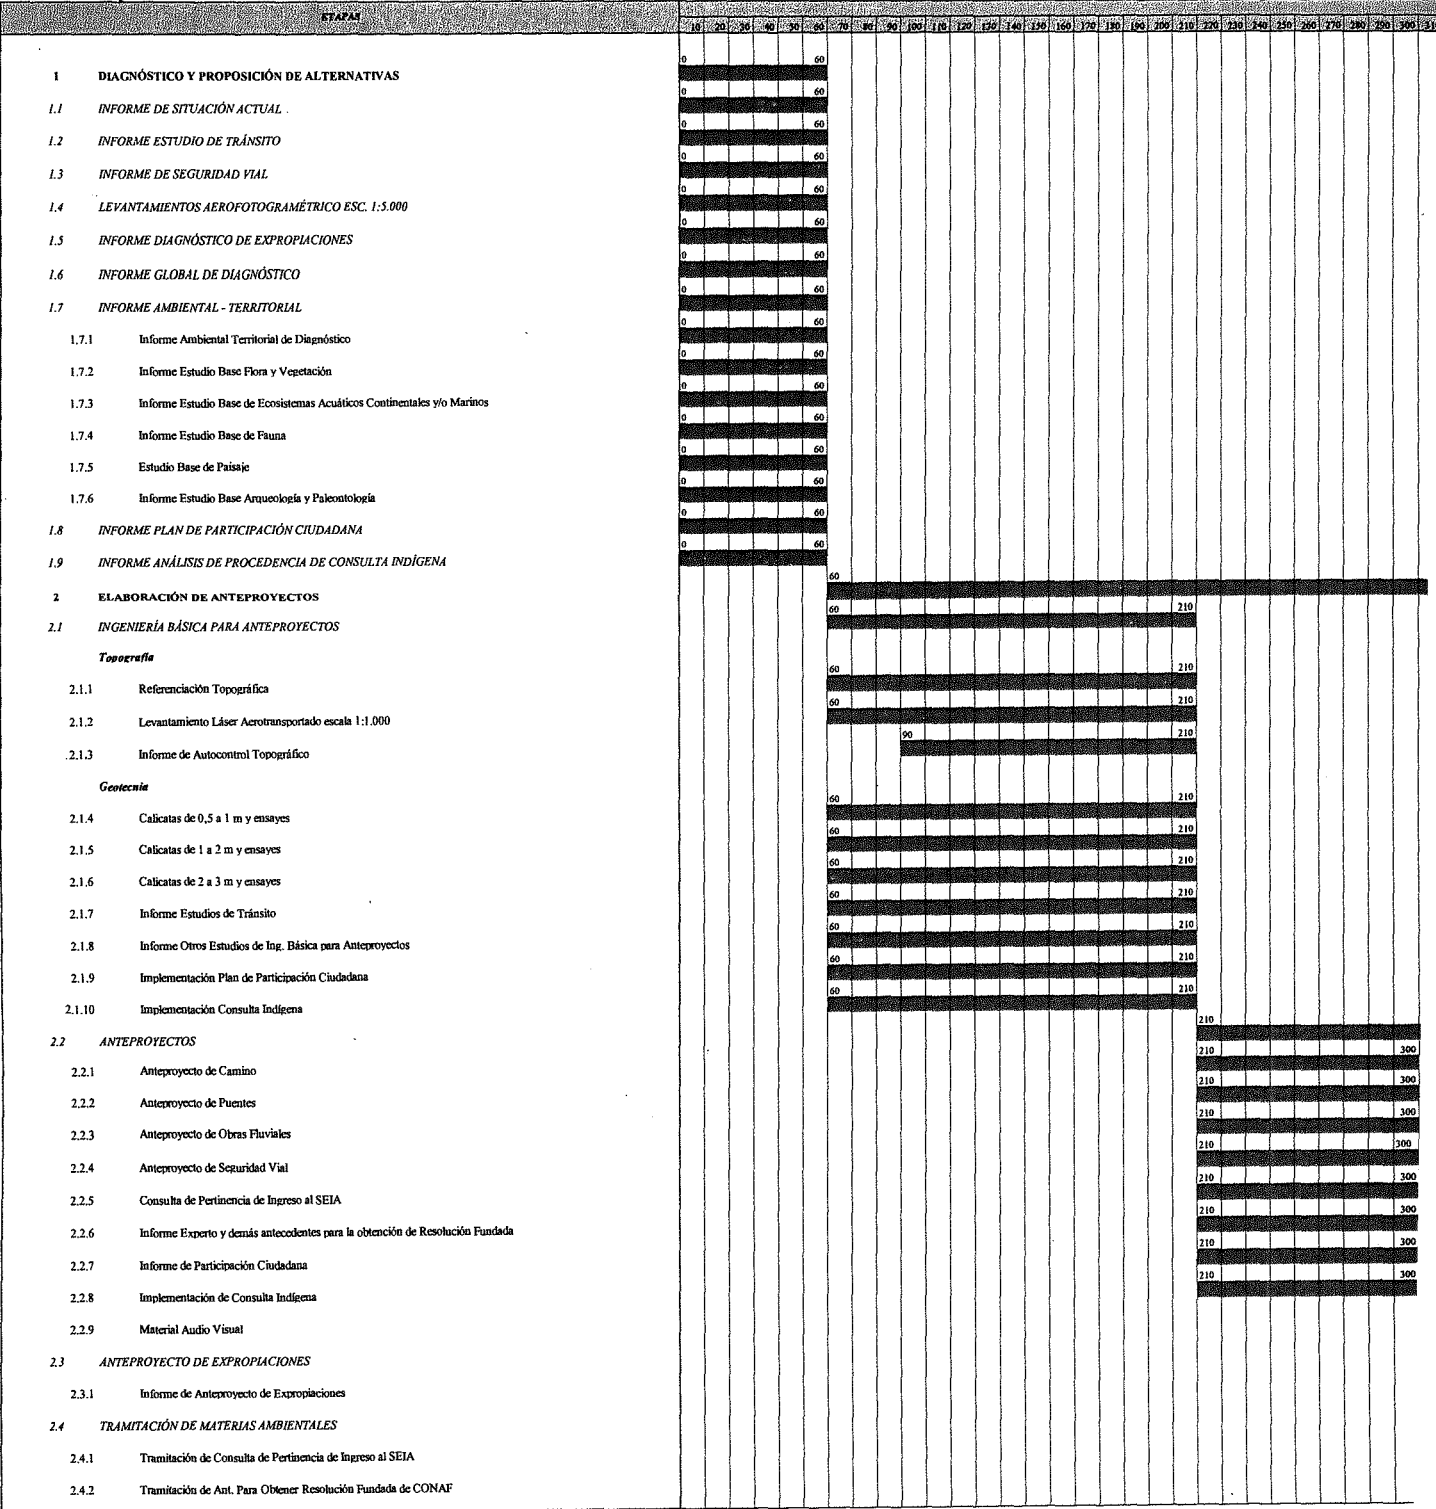 ETAPAS
10 20 30 40 50 60 70 80 90 100 110 120 130 140 150 160 170 180 190 200 210 220 230 240 250 260 270 280 290 300 31
0 60
1 DIAGNÓSTICO Y PROPOSICIÓN DE ALTERNATIVAS
0 60
1.1 INFORME DE SITUACIÓN ACTUAL
0 60
1.2 INFORME ESTUDIO DE TRÁNSITO
0 60
1.3 INFORME DE SEGURIDAD VIAL
0 60
1.4 LEVANTAMIENTOS AEROFOTOGRAMÉTRICO ESC. 1:5.000
0 60
1.5 INFORME DIAGNÓSTICO DE EXPROPIACIONES
0 60
1.6 INFORME GLOBAL DE DIAGNÓSTICO
0 60
1.7 INFORME AMBIENTAL - TERRITORIAL
0 60
1.7.1 Informe Ambiental Territorial de Diagnóstico
0 60
1.7.2 Informe Estudio Base Flora y Vegetación
0 60
1.7.3 Informe Estudio Base de Ecosistemas Acuáticos Continentales y/o Marinos
0 60
1.7.4 Informe Estudio Base de Fauna
0 60
1.7.5 Estudio Base de Paisaje
0 60
1.7.6 Informe Estudio Base Arqueología y Paleontología
0 60
1.8 INFORME PLAN DE PARTICIPACIÓN CIUDADANA
0 60
1.9 INFORME ANÁLISIS DE PROCEDENCIA DE CONSULTA INDÍGENA
60
2 ELABORACIÓN DE ANTEPROYECTOS
60 210
2.1 INGENIERÍA BÁSICA PARA ANTEPROYECTOS
Topografía
60 210
2.1.1 Referenciación Topográfica
60 210
2.1.2 Levantamiento Láser Aerotransportado escala 1:1.000
90 210
2.1.3 Informe de Autocontrol Topográfico
Geotecnia
60 210
2.1.4 Calicatas de 0,5 a 1 m y ensayes
60 210
2.1.5 Calicatas de 1 a 2 m y ensayes
60 210
2.1.6 Calicatas de 2 a 3 m y ensayes
60 210
2.1.7 Informe Estudios de Tránsito
60 210
2.1.8 Informe Otros Estudios de Ing. Básica para Anteproyectos
60 210
2.1.9 Implementación Plan de Participación Ciudadana
60 210
2.1.10 Implementación Consulta Indígena
210
2.2 ANTEPROYECTOS
210 300
2.2.1 Anteproyecto de Camino
210 300
2.2.2 Anteproyecto de Puentes
210 300
2.2.3 Anteproyecto de Obras Fluviales
210 300
2.2.4 Anteproyecto de Seguridad Vial
210 300
2.2.5 Consulta de Pertinencia de Ingreso al SEIA
210 300
2.2.6 Informe Experto y demás antecedentes para la obtención de Resolución Fundada
210 300
2.2.7 Informe de Participación Ciudadana
210 300
2.2.8 Implementación de Consulta Indígena
2.2.9 Material Audio Visual
2.3 ANTEPROYECTO DE EXPROPIACIONES
2.3.1 Informe de Anteproyecto de Expropiaciones
2.4 TRAMITACIÓN DE MATERIAS AMBIENTALES
2.4.1 Tramitación de Consulta de Pertinencia de Ingreso al SEIA
2.4.2 Tramitación de Ant. Para Obtener Resolución Fundada de CONAF